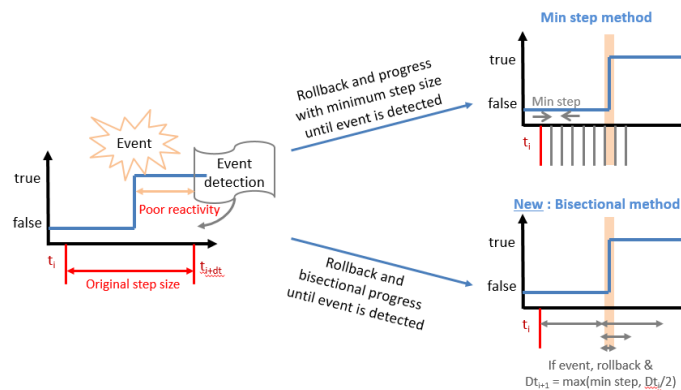 Event
Event
detection
true
false
Poor reactivity
ti
ti+dt
Original step size
Rollback and progress
with minimum step size
until event is detected
Rollback and
bisectional progress
until event is detected
Min step method
true
false
Min step
ti
New : Bisectional method
true
false
ti
If event, rollback &
Dti+1 = max(min step, Dti/2)